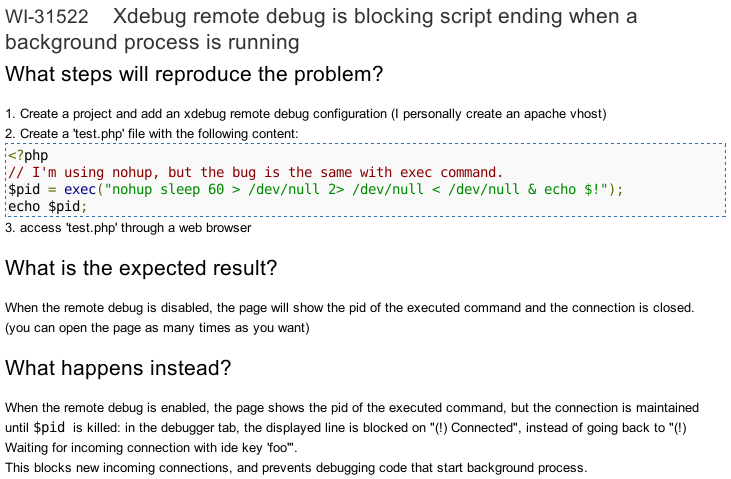 WI-31522 Xdebug remote debug is blocking script ending when a
background process is running
What steps will reproduce the problem?
1. Create a project and add an xdebug remote debug configuration (I personally create an apache vhost)
2. Create a 'test.php' file with the following content:
<?php
// I'm using nohup, but the bug is the same with exec command.
$pid = exec("nohup sleep 60 > /dev/null 2> /dev/null < /dev/null & echo $!");
echo $pid;
3. access 'test.php' through a web browser
What is the expected result?
When the remote debug is disabled, the page will show the pid of the executed command and the connection is closed.
(you can open the page as many times as you want)
What happens instead?
When the remote debug is enabled, the page shows the pid of the executed command, but the connection is maintained
until $pid is killed: in the debugger tab, the displayed line is blocked on "(!) Connected", instead of going back to "(!)
Waiting for incoming connection with ide key 'foo'".
This blocks new incoming connections, and prevents debugging code that start background process.